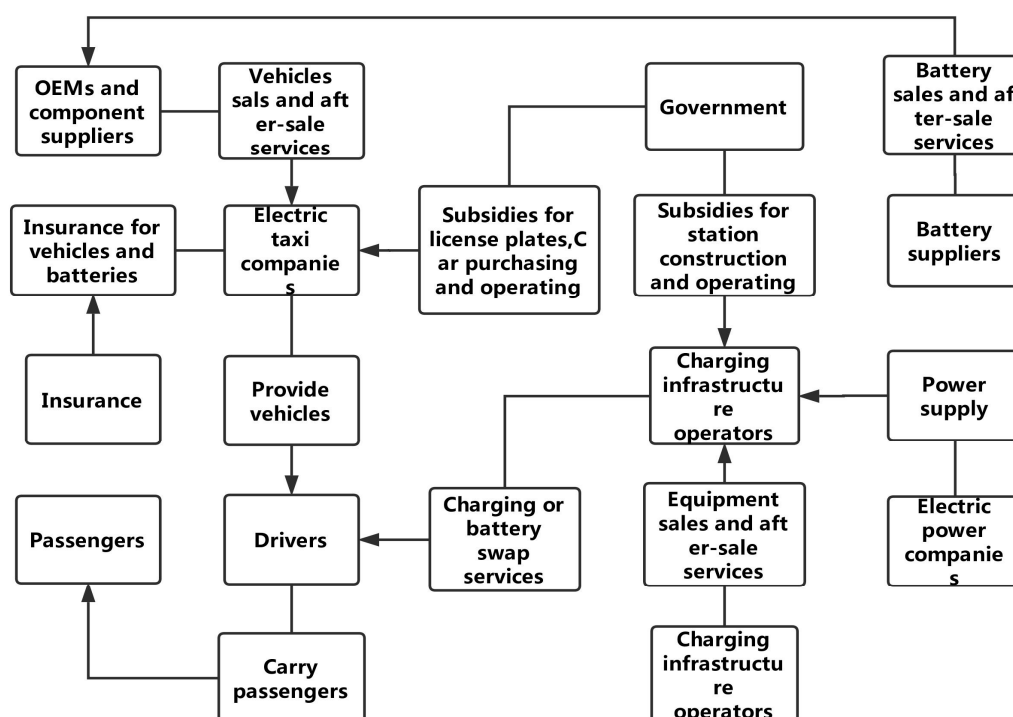 OEMs and
component
suppliers
Vehicles
sals and aft
er-sale
services
Government
Battery
sales and af
ter-sale
services
Insurance for
vehicles and
batteries
Electric
taxi
companie
s
Subsidies for
license plates,C
ar purchasing
and operating
Subsidies for
station
construction
and operating
Battery
suppliers
Insurance
Provide
vehicles
Charging
infrastructu
re
operators
Power
supply
Passengers
Drivers
Charging or
battery
swap
services
Equipment
sales and aft
er-sale
services
Electric
power
companie
s
Carry
passengers
Charging
infrastructu
re
operators